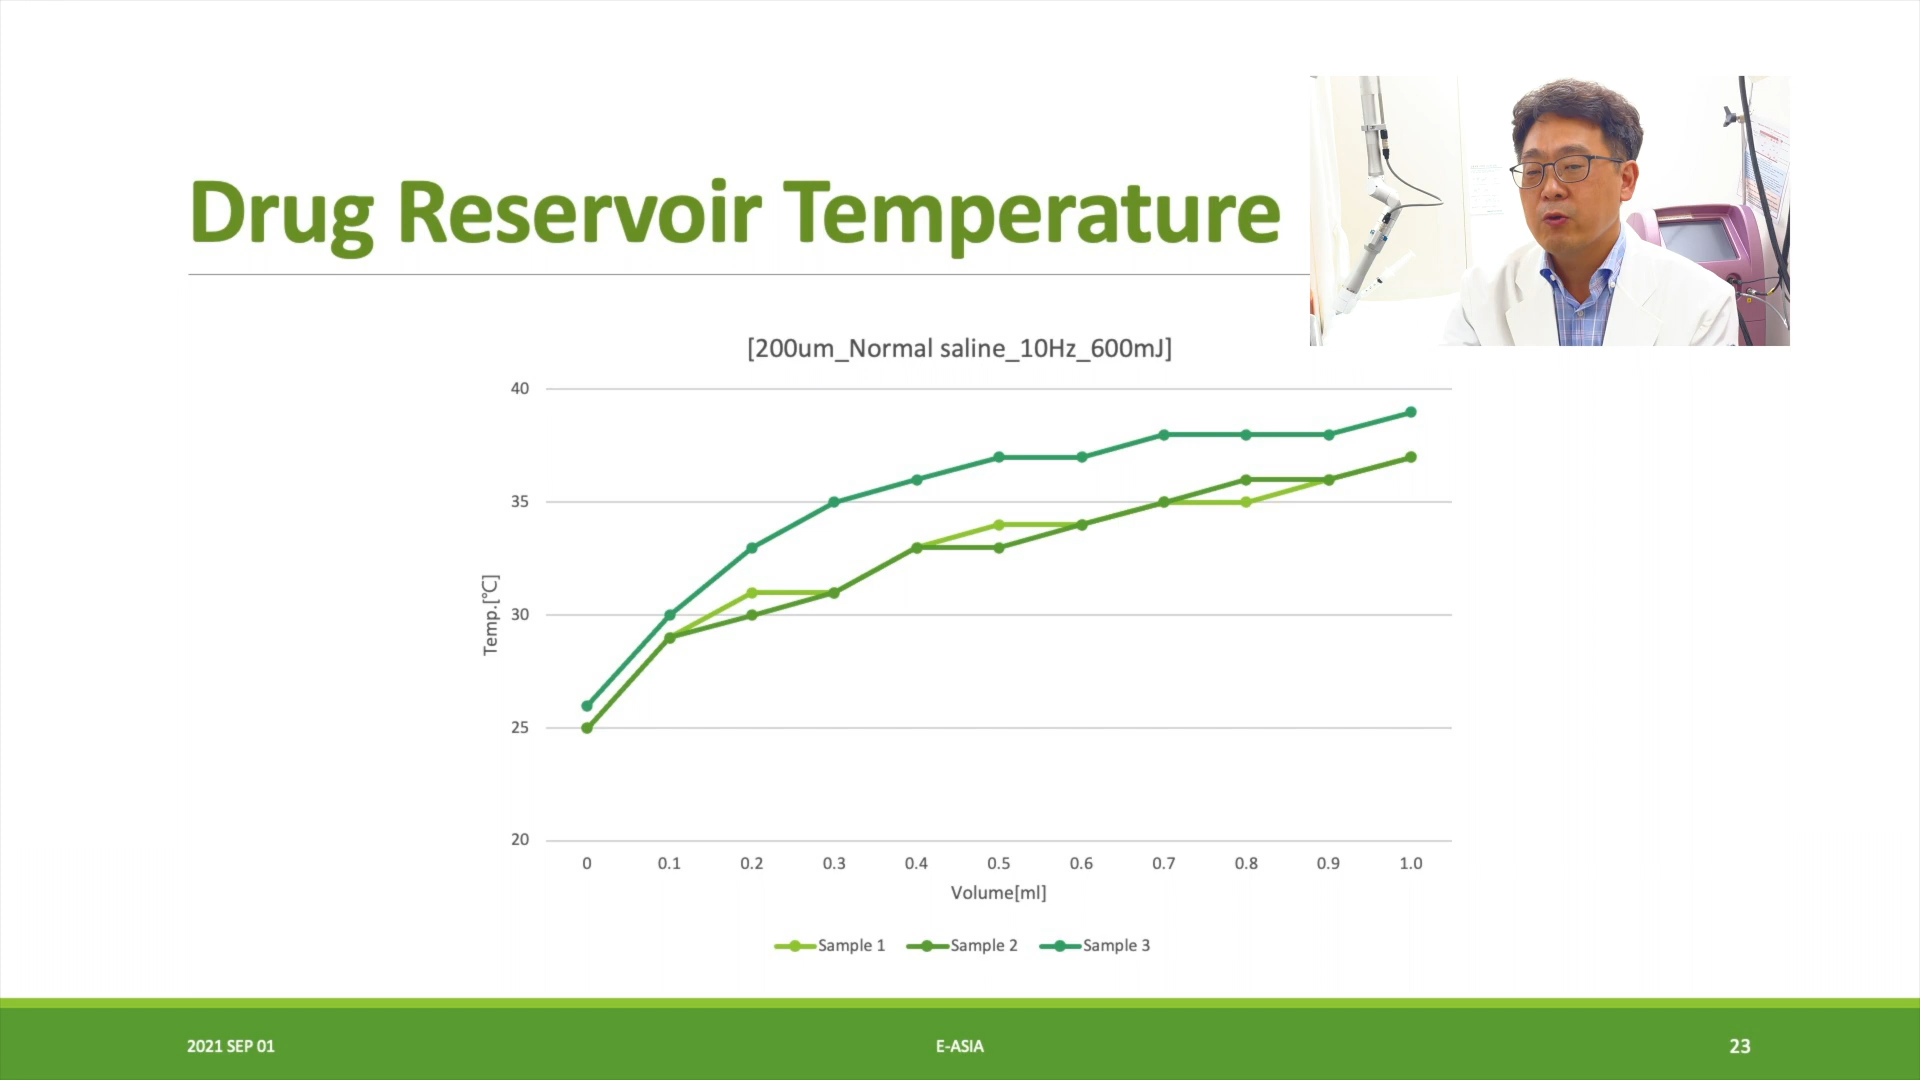 Drug Reservoir Temperature
[200um_Normal saline_10Hz_600mJ]
40
35
30
25
20
Temp.[℃]
0 0.1 0.2 0.3 0.4 0.5 0.6 0.7 0.8 0.9 1.0
Volume[ml]
Sample 1 Sample 2 Sample 3
2021 SEP 01 E-ASIA 23